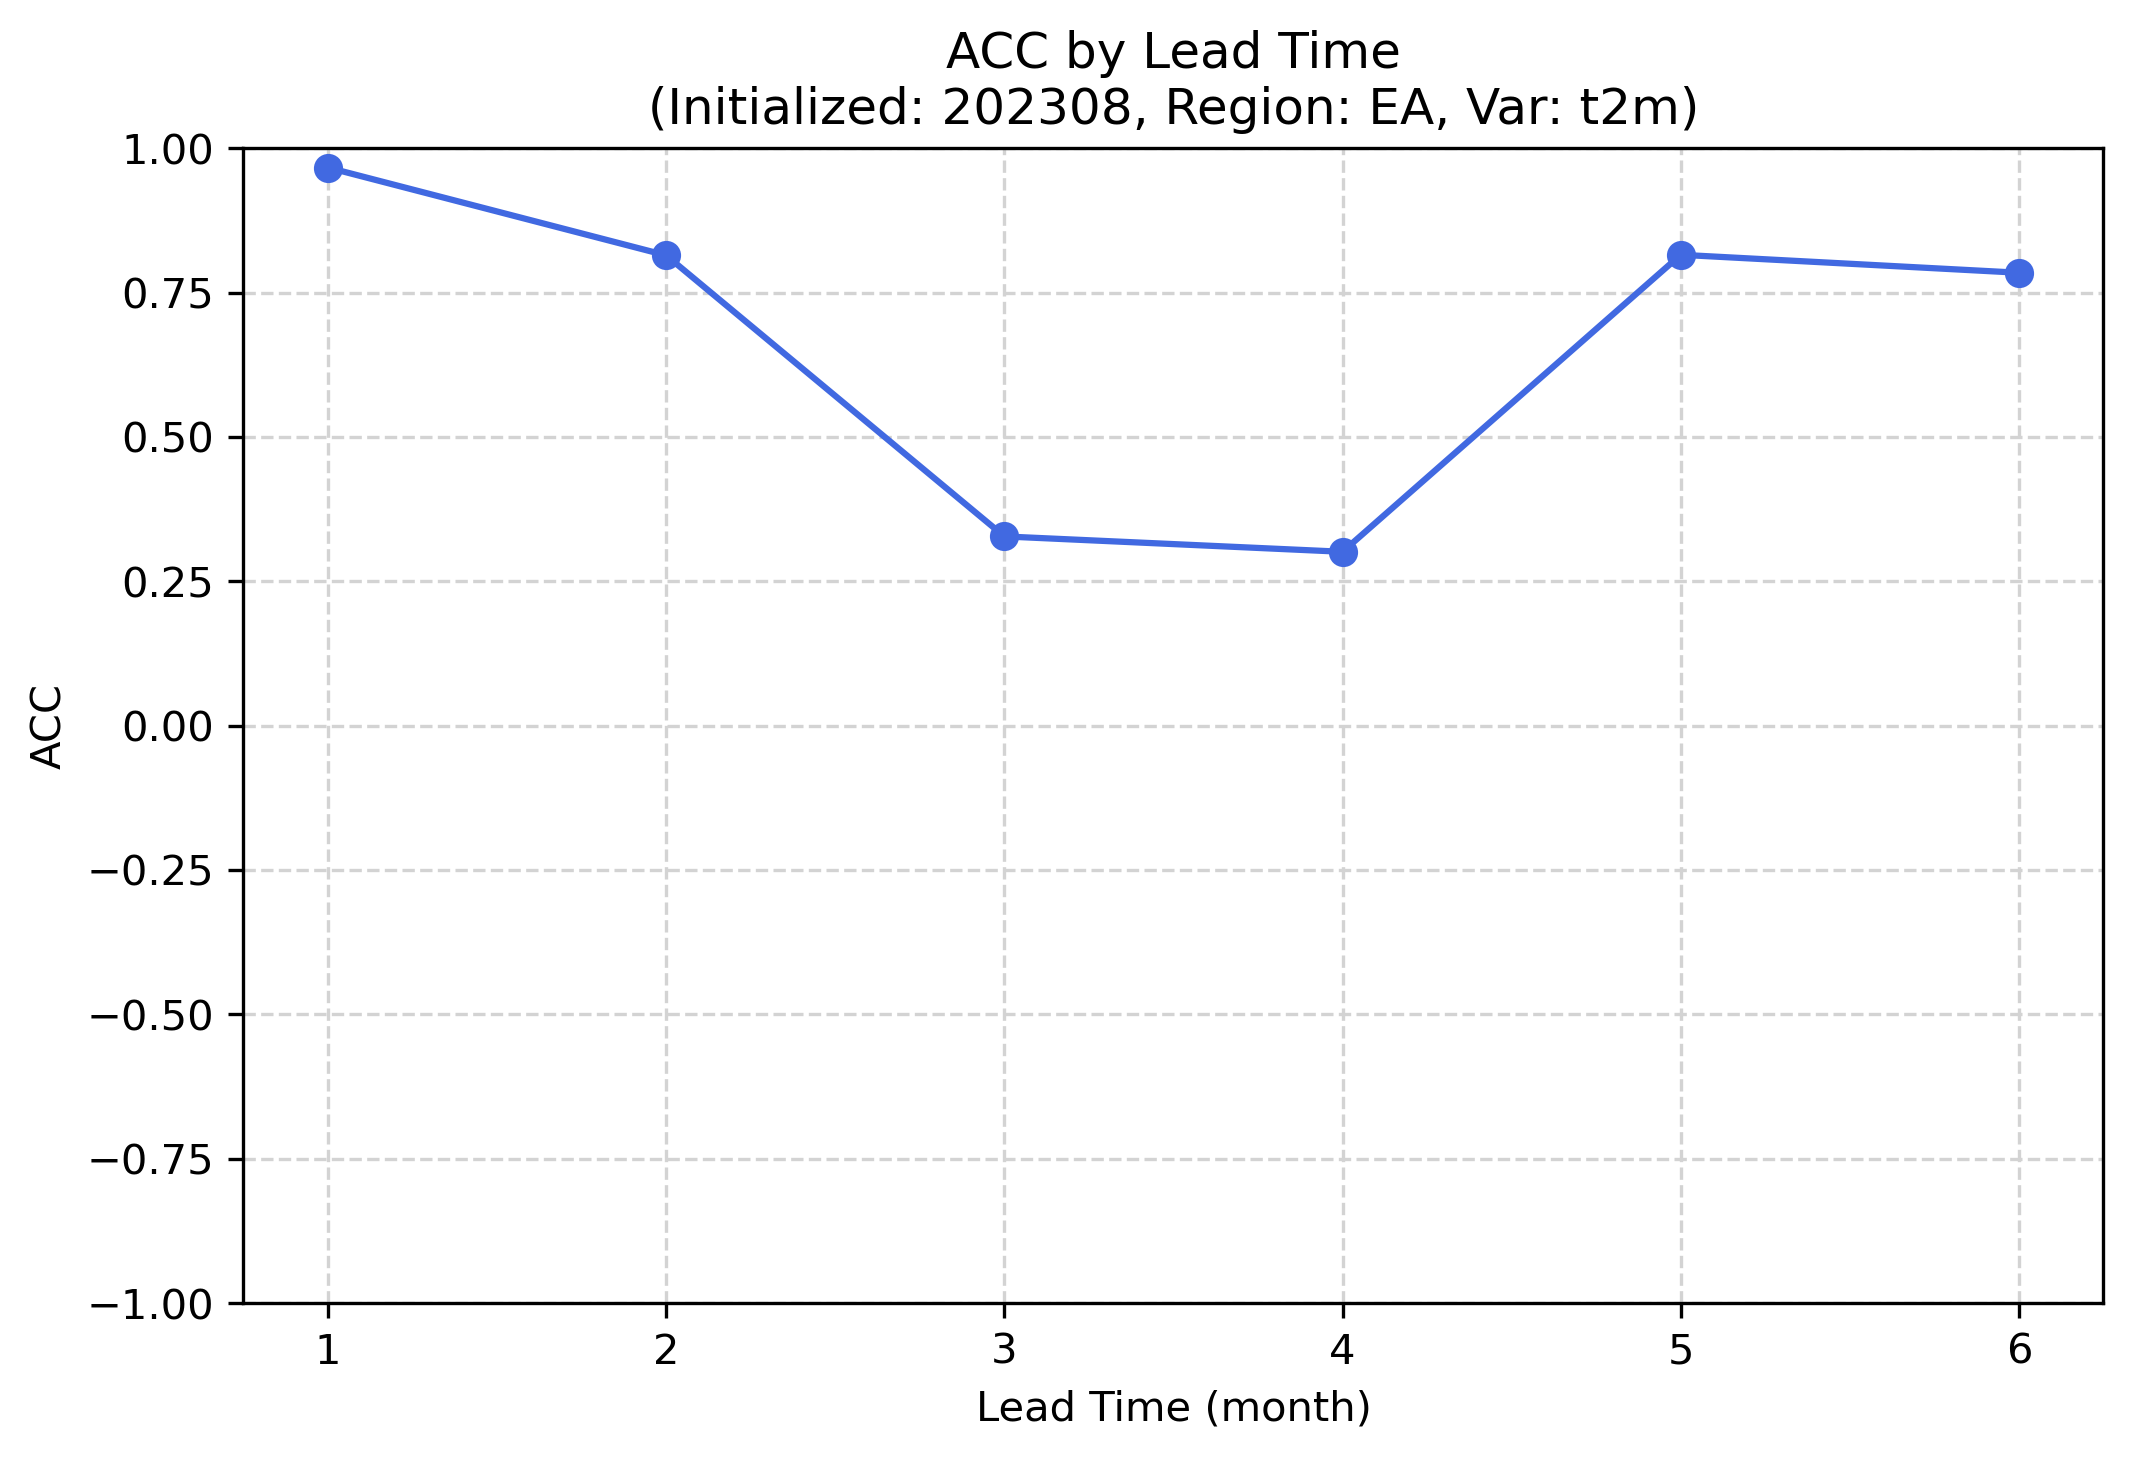 ACC by Lead Time
(Initialized: 202308, Region: EA, Var: t2m)
1.00
0.75
0.50
0.25
0.00
−0.25
−0.50
−0.75
−1.00
ACC
1 2 3 4 5 6
Lead Time (month)